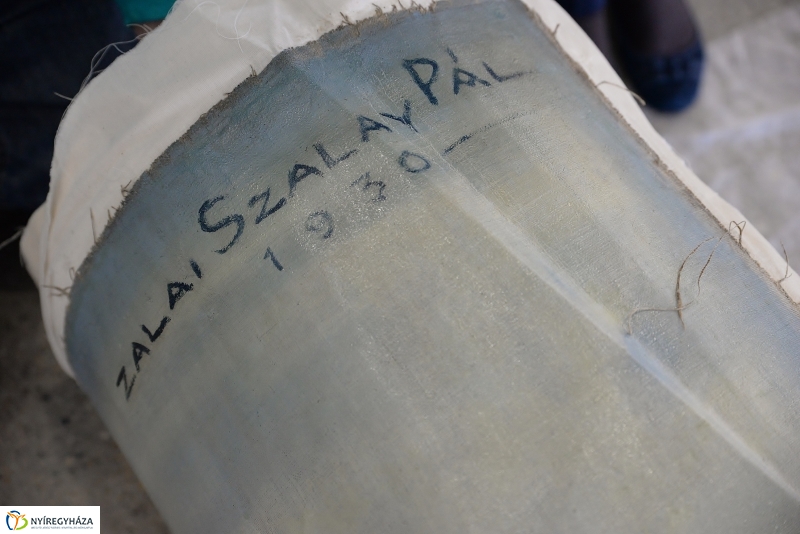 ZALAI SZALAY PÁL
1930-
NYÍREGYHÁZA